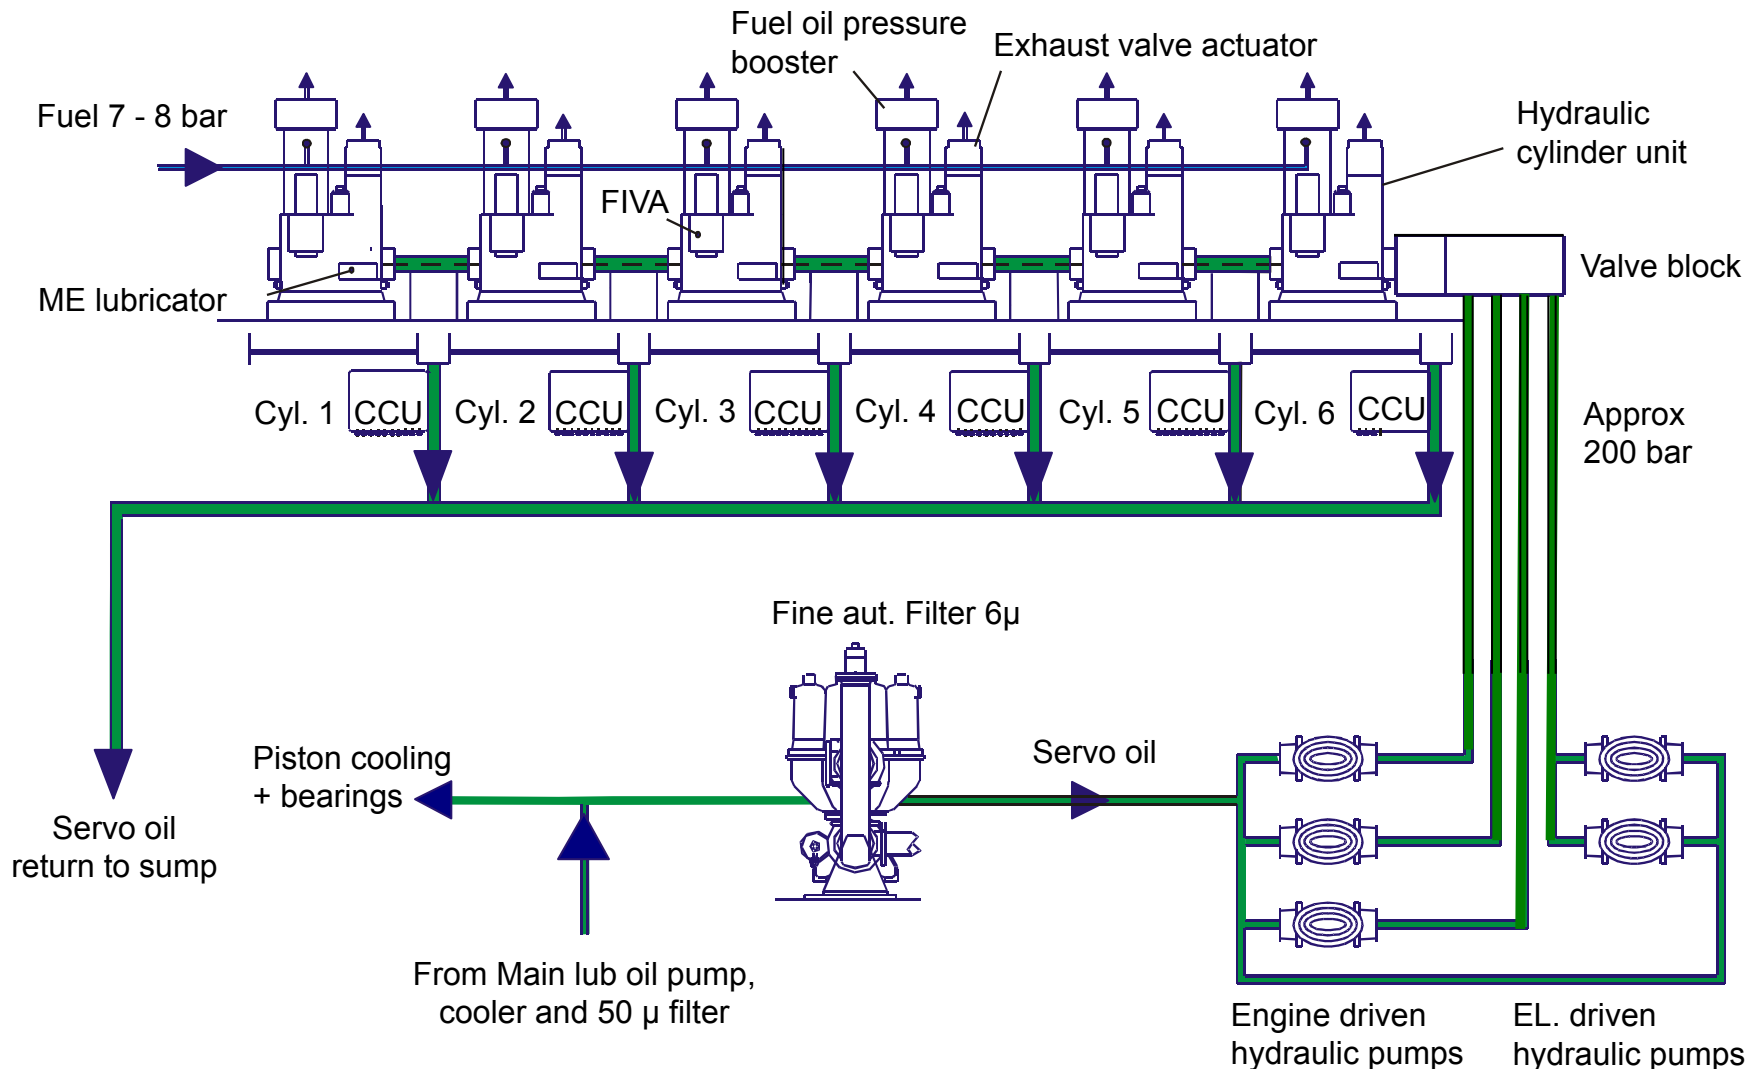 Fuel oil pressure
booster
Exhaust valve actuator
Fuel 7 - 8 bar
Hydraulic
cylinder unit
FIVA
ME lubricator
Valve block
Cyl. 1
CCU
Cyl. 2
CCU
Cyl. 3
CCU
Cyl. 4
CCU
Cyl. 5
CCU
Cyl. 6
CCU
Approx
200 bar
Fine aut. Filter 6µ
Piston cooling
+ bearings
Servo oil
Servo oil
return to sump
From Main lub oil pump,
cooler and 50 µ filter
Engine driven
hydraulic pumps
EL. driven
hydraulic pumps